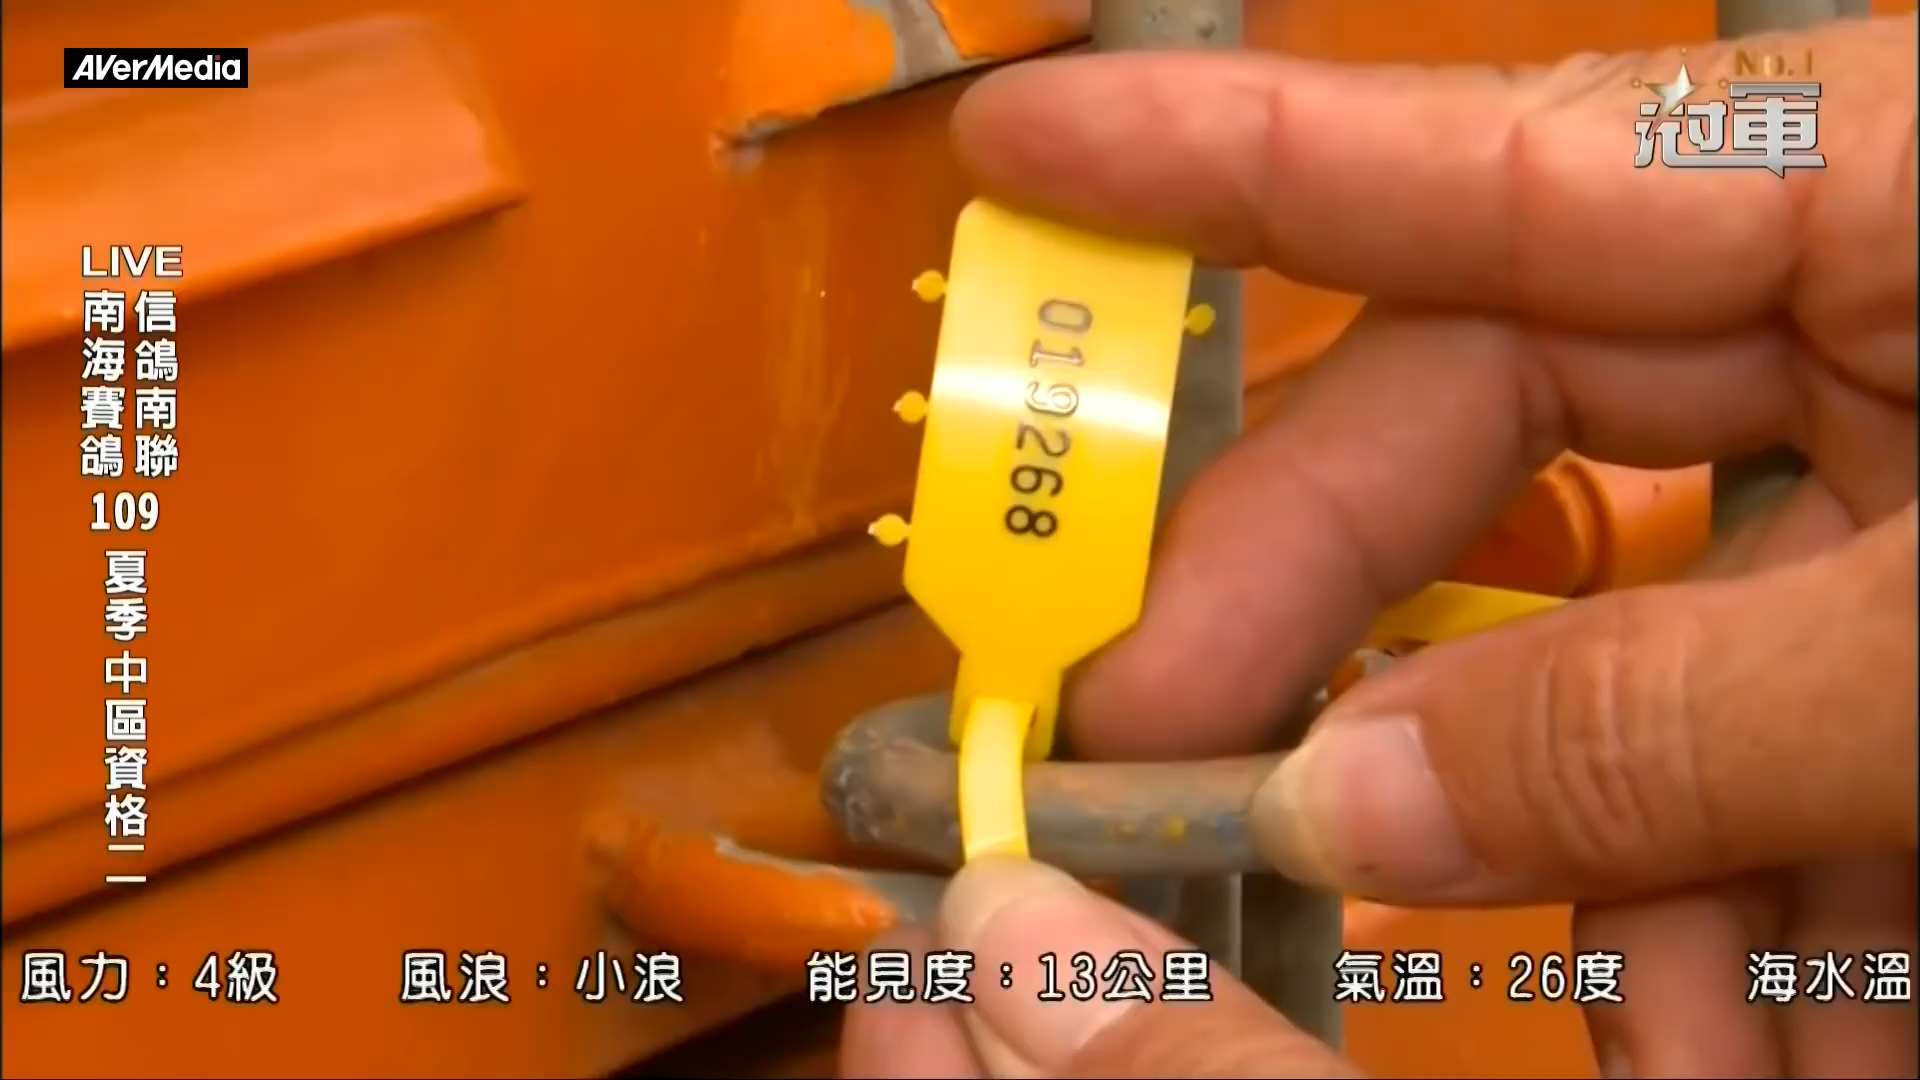 AVerMedia
No.1
冠軍
LIVE
信鴿南聯
南海賽鴿
109
夏季中區資格二
019268
風力：4級 風浪：小浪 能見度：13公里 氣溫：26度 海水溫